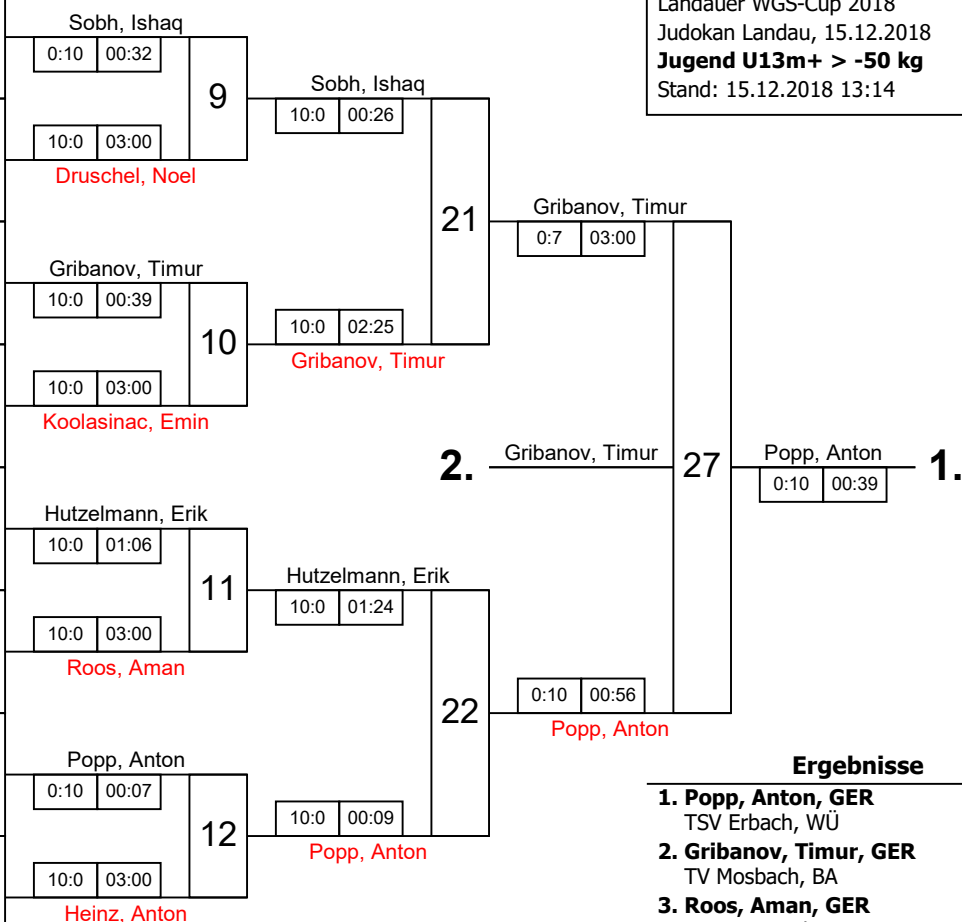 Landauer WGS-Cup 2018
Judokan Landau, 15.12.2018
Jugend U13m+ > -50 kg
Stand: 15.12.2018 13:14
Sobh, Ishaq
0:10 00:32
9
10:0 03:00
Druschel, Noel
Sobh, Ishaq
10:0 00:26
21
Gribanov, Timur
0:7 03:00
Gribanov, Timur
10:0 00:39
10
10:0 03:00
Koolasinac, Emin
10:0 02:25
Gribanov, Timur
2. Gribanov, Timur
27
Popp, Anton
0:10 00:39
1.
Hutzelmann, Erik
10:0 01:06
11
10:0 03:00
Roos, Aman
Hutzelmann, Erik
10:0 01:24
22
0:10 00:56
Popp, Anton
Popp, Anton
0:10 00:07
12
10:0 03:00
Heinz, Anton
10:0 00:09
Popp, Anton
Ergebnisse
1. Popp, Anton, GER
TSV Erbach, WÜ
2. Gribanov, Timur, GER
TV Mosbach, BA
3. Roos, Aman, GER